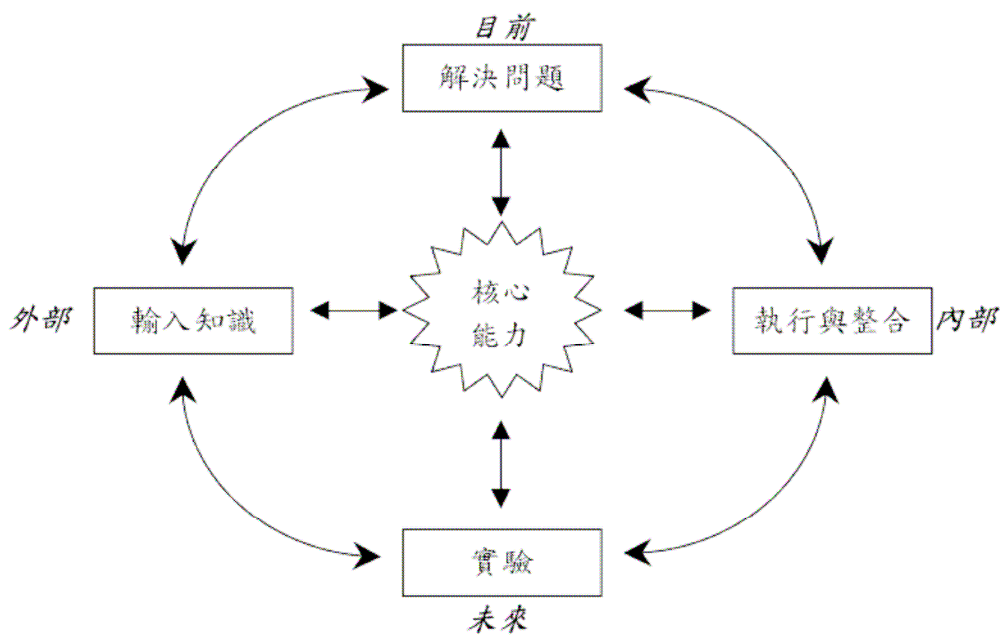 目前
解決問題
核心
能力
外部
輸入知識
執行與整合
內部
實驗
未來